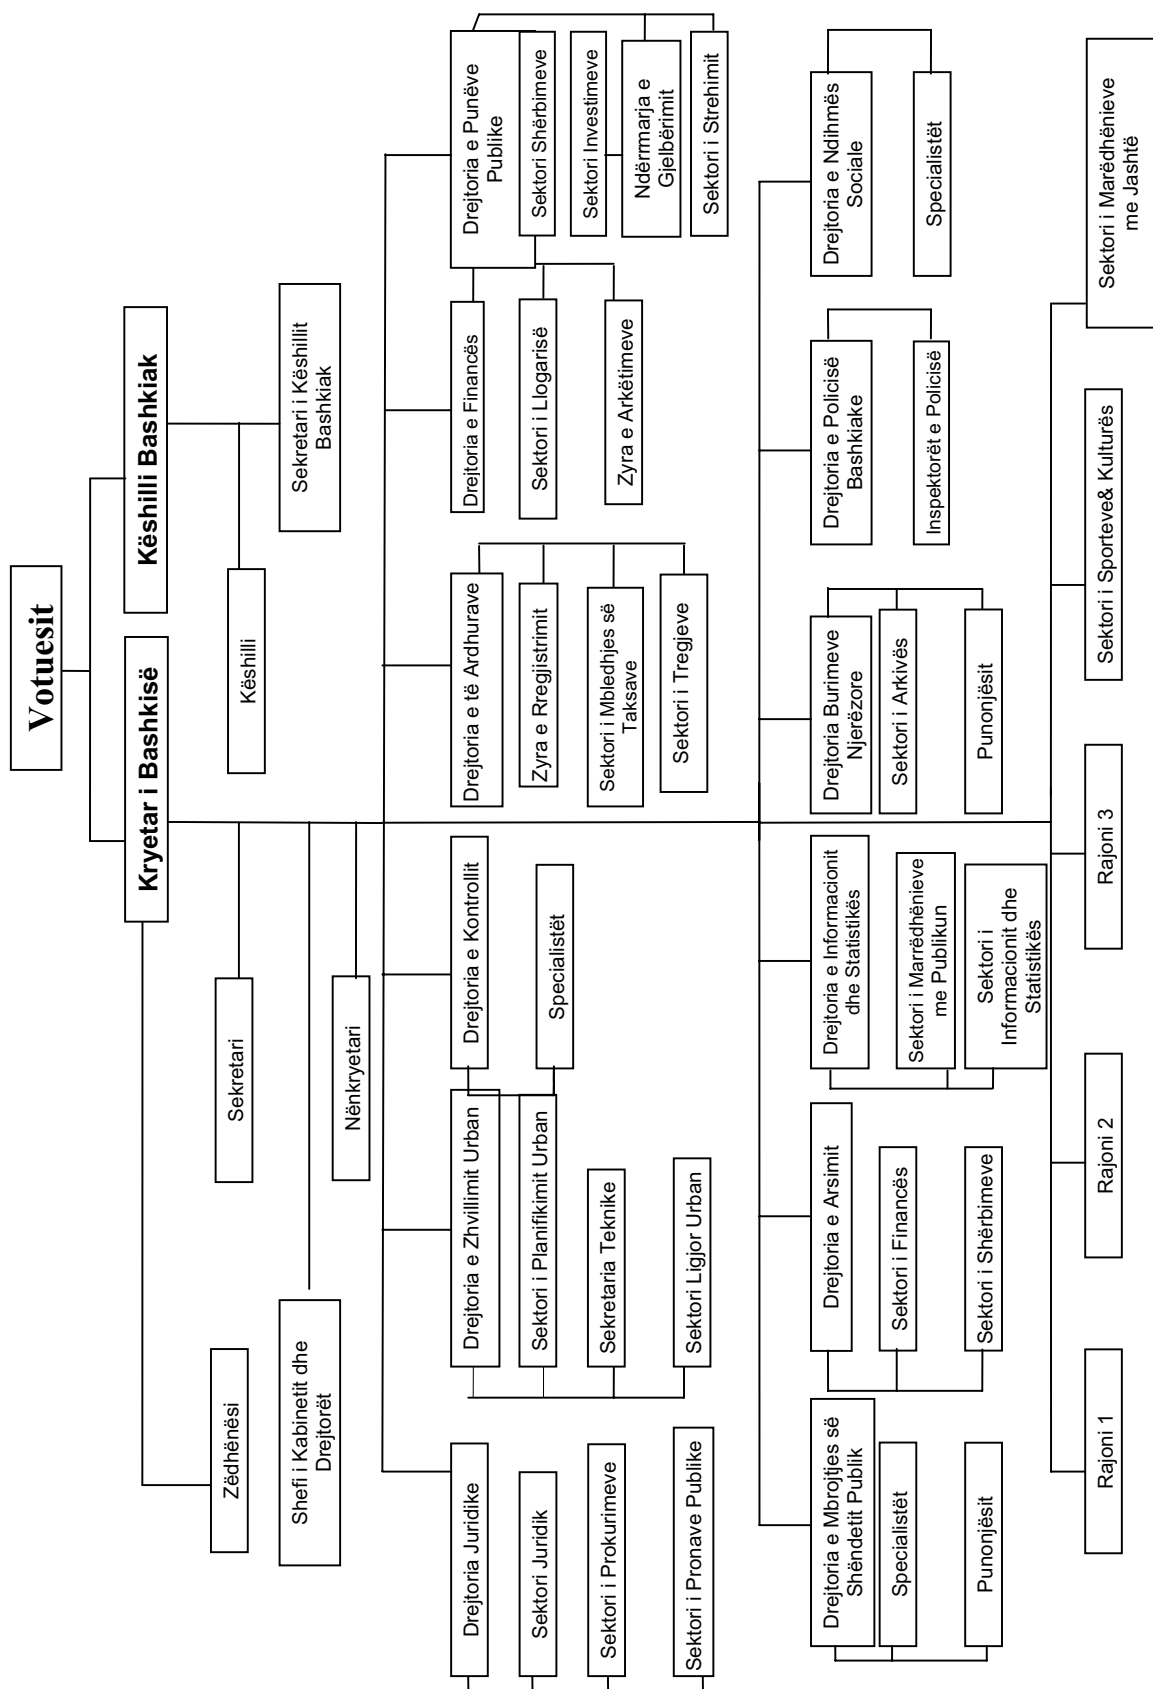 Votuesit
Kryetar i Bashkisë
Këshilli Bashkiak
Zëdhënësi
Sekretari
Këshilli
Shefi i Kabinetit dhe
Drejtorët
Sekretari i Këshillit
Bashkiak
Nënkryetari
Drejtoria Juridike
Sektori Juridik
Sektori i Prokurimeve
Sektori i Pronave Publike
Drejtoria e Zhvillimit Urban
Sektori i Planifikimit Urban
Sekretaria Teknike
Sektori Ligjor Urban
Drejtoria e Kontrollit
Specialistët
Drejtoria e të Ardhurave
Zyra e Rregjistrimit
Sektori i Mbledhjes së
Taksave
Sektori i Tregjeve
Drejtoria e Financës
Sektori i Llogarisë
Zyra e Arkëtimeve
Drejtoria e Punëve
Publike
Sektori Shërbimeve
Sektori Investimeve
Ndërrmarja e
Gjelbërimit
Sektori i Strehimit
Drejtoria e Mbrojtjes së
Shëndetit Publik
Specialistët
Punonjësit
Drejtoria e Arsimit
Sektori i Financës
Sektori i Shërbimeve
Drejtoria e Informacionit
dhe Statistikës
Sektori i Marrëdhënieve
me Publikun
Sektori i
Informacionit dhe
Statistikës
Drejtoria Burimeve
Njerëzore
Sektori i Arkivës
Punonjësit
Drejtoria e Policisë
Bashkiake
Inspektorët e Policisë
Drejtoria e Ndihmës
Sociale
Specialistët
Rajoni 1
Rajoni 2
Rajoni 3
Sektori i Sporteve& Kulturës
Sektori i Marëdhënieve
me Jashtë